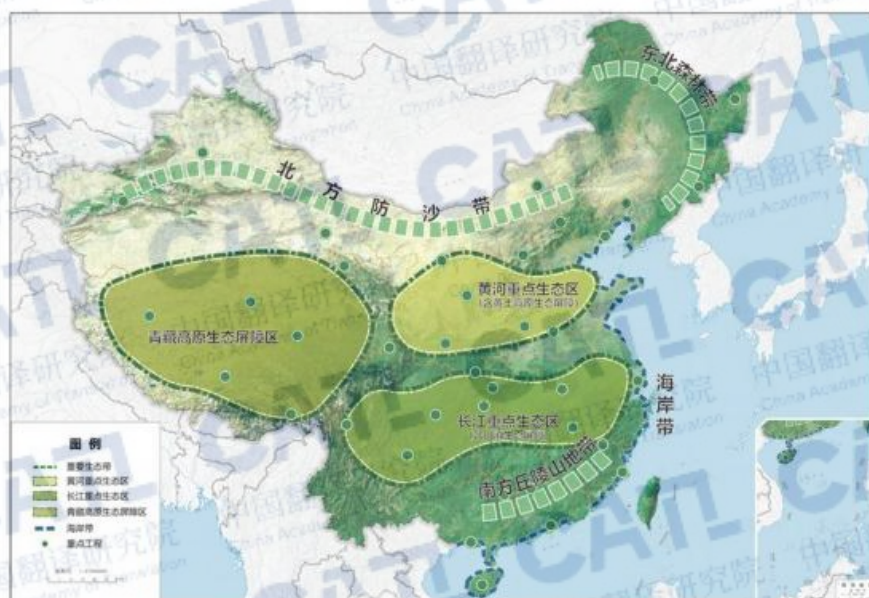 东北森林带
北方防沙带
黄河重点生态区
(含黄土高原生态屏障)
青藏高原生态屏障区
海岸带
长江重点生态区
南方丘陵山地带
图例
重要生态带
黄河重点生态区
长江重点生态区
青藏高原生态屏障区
海岸带
重点工程
CATL
中国翻译研究院
China Academy of Translation